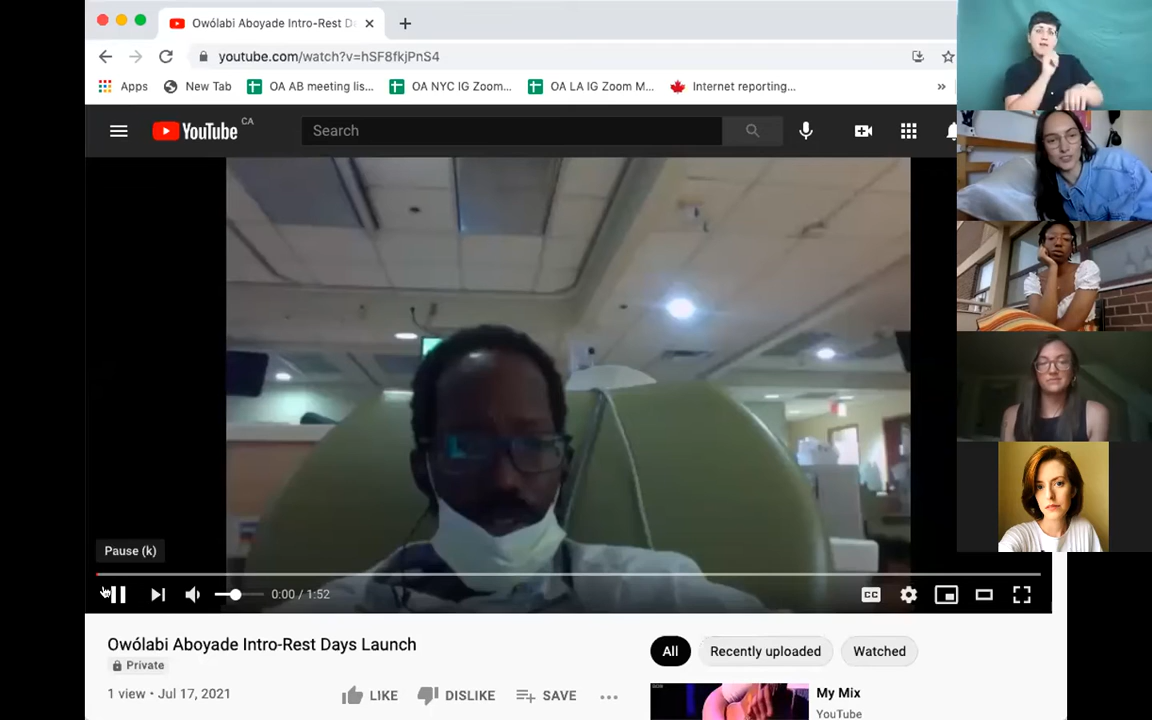 Owólabi Aboyade Intro-Rest D
youtube.com/watch?v=hSF8fkjPnS4
Apps
New Tab
OA AB meeting lis...
OA NYC IG Zoom...
OA LA IG Zoom M...
Internet reporting...
YouTube CA
Search
Pause (k)
0:00 / 1:52
CC
Owólabi Aboyade Intro-Rest Days Launch
Private
1 view • Jul 17, 2021
LIKE
DISLIKE
SAVE
All
Recently uploaded
Watched
My Mix
YouTube